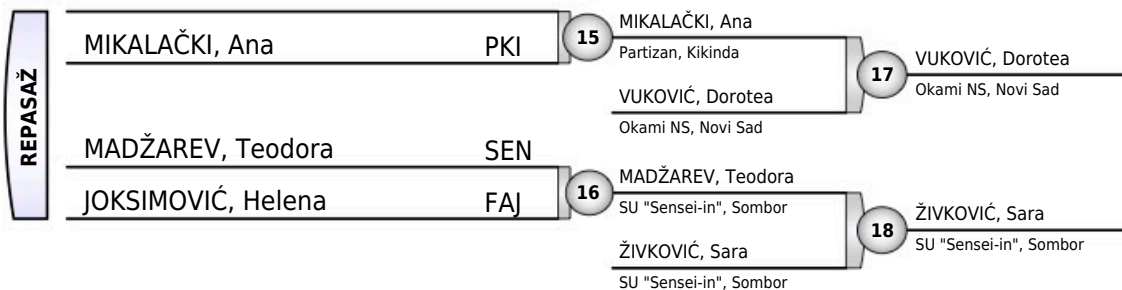 REPASAŽ
MIKALAČKI, Ana PKI
MADŽAREV, Teodora SEN
JOKSIMOVIĆ, Helena FAJ
15
MIKALAČKI, Ana
Partizan, Kikinda
VUKOVIĆ, Dorotea
Okami NS, Novi Sad
16
MADŽAREV, Teodora
SU "Sensei-in", Sombor
ŽIVKOVIĆ, Sara
SU "Sensei-in", Sombor
17
VUKOVIĆ, Dorotea
Okami NS, Novi Sad
18
ŽIVKOVIĆ, Sara
SU "Sensei-in", Sombor